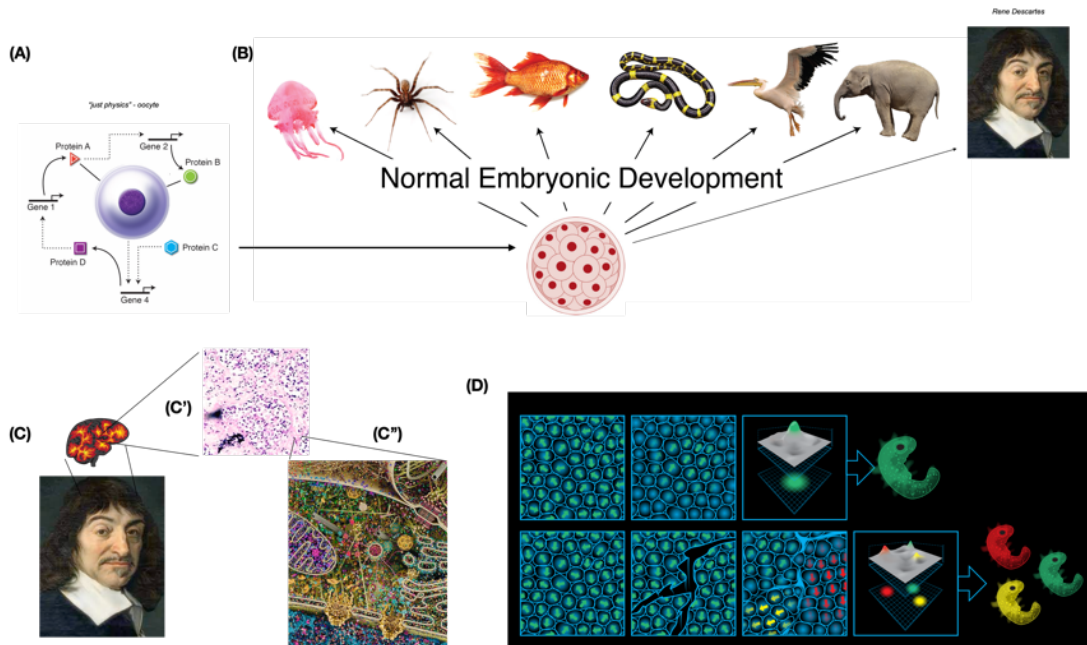 Rene Descartes
(A)
(B)
"just physics" - oocyte
Protein A
Gene 2
Protein B
Gene 1
Protein D
Protein C
Gene 4
Normal Embryonic Development
(C)
(C')
(C'')
(D)